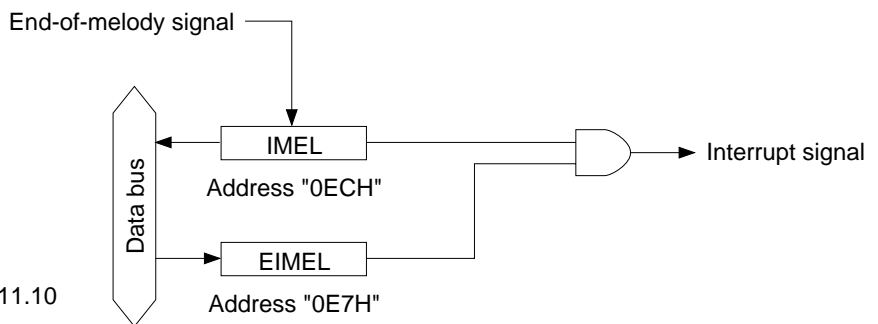 End-of-melody signal
IMEL
Interrupt signal
Address "0ECH"
Data bus
EIMEL
Address "0E7H"
11.10